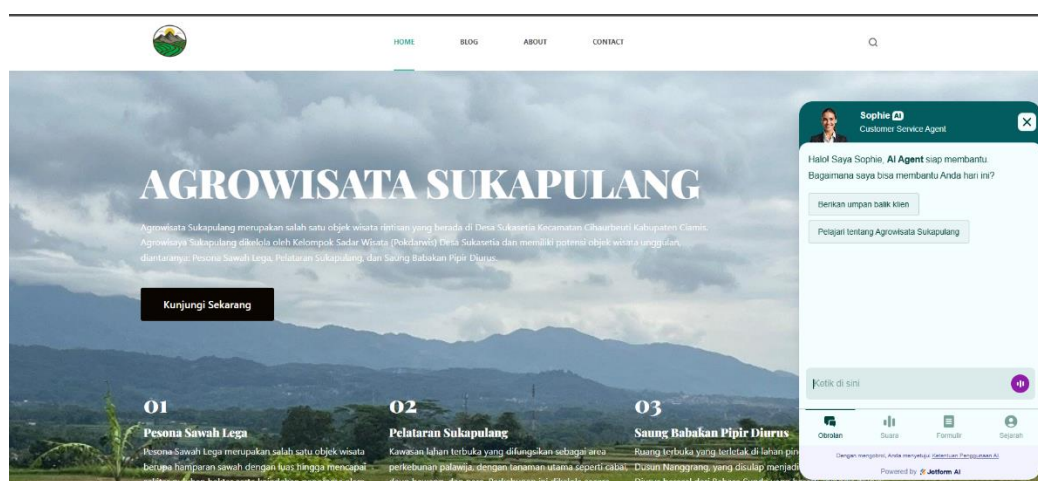 HOME BLOG ABOUT CONTACT
AGROWISATA SUKAPULANG
Agrowisata Sukapulang merupakan salah satu objek wisata rintisan yang berada di Desa Sukasetia Kecamatan Cihaurbeuti Kabupaten Ciamis.
Agrowisaya Sukapulang dikelola oleh Kelompok Sadar Wisata (Pokdarwis) Desa Sukasetia dan memiliki potensi objek wisata unggulan,
diantaranya: Pesona Sawah Lega, Pelataran Sukapulang, dan Saung Babakan Pipir Diurus.
Kunjungi Sekarang
01
Pesona Sawah Lega
Pesona Sawah Lega merupakan salah satu objek wisata
berupa hamparan sawah dengan luas hingga mencapai
02
Pelataran Sukapulang
Kawasan lahan terbuka yang difungsikan sebagai area
perkebunan palawija, dengan tanaman utama seperti cabai,
03
Saung Babakan Pipir Diurus
Ruang terbuka yang terletak di lahan
Dusun Nanggrang, yang disulap menjadi
Sophie AI
Customer Service Agent
Halo! Saya Sophie, AI Agent siap membantu.
Bagaimana saya bisa membantu Anda hari ini?
Berikan umpan balik klien
Pelajari tentang Agrowisata Sukapulang
Ketik di sini
Obrolan Suara Formulir Sejarah
Dengan mengobrol, Anda menyetujui Ketentuan Penggunaan AI
Powered by Jotform AI